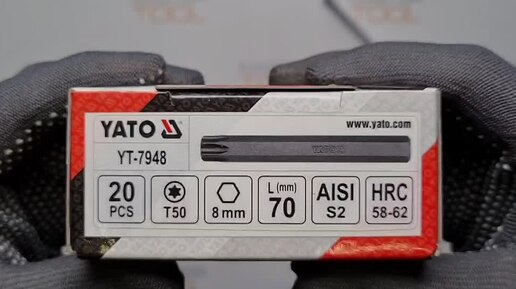 YATO
www.yato.com
YT-7948
20
PCS
T50
8 mm
L (mm)
70
AISI
S2
HRC
58-62